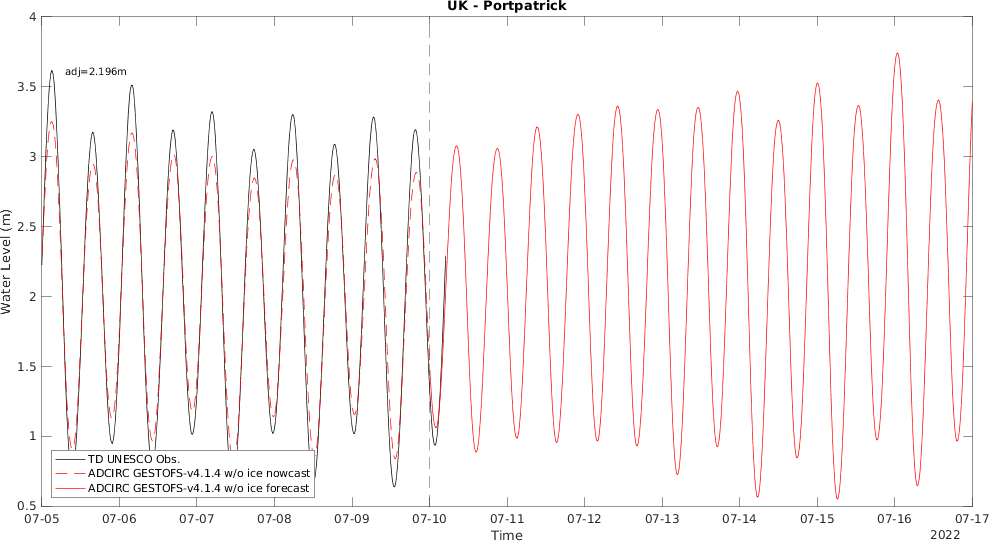 UK - Portpatrick
adj=2.196m
Water Level (m)
4
3.5
3
2.5
2
1.5
1
0.5
TD UNESCO Obs.
ADCIRC GESTOFS-v4.1.4 w/o ice nowcast
ADCIRC GESTOFS-v4.1.4 w/o ice forecast
07-05 07-06 07-07 07-08 07-09 07-10 07-11 07-12 07-13 07-14 07-15 07-16 07-17
Time
2022